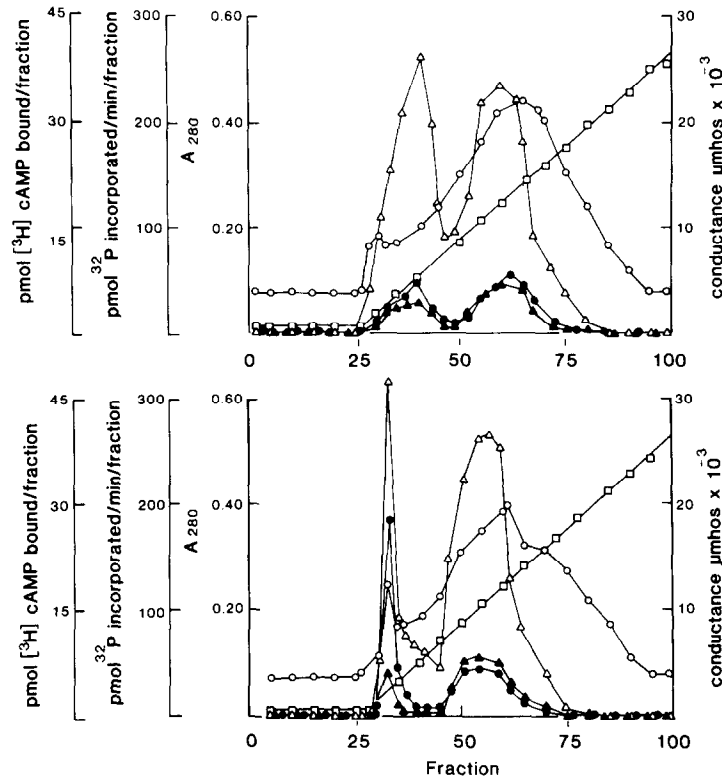 pmol [³H] cAMP bound/fraction
45
30
15
pmol ³²P incorporated/min/fraction
300
200
100
A 280
0.60
0.40
0.20
conductance µmhos x 10⁻³
30
20
10
0 25 50 75 100
pmol [³H] cAMP bound/fraction
45
30
15
pmol ³²P incorporated/min/fraction
300
200
100
A 280
0.60
0.40
0.20
conductance µmhos x 10⁻³
30
20
10
0 25 50 75 100
Fraction